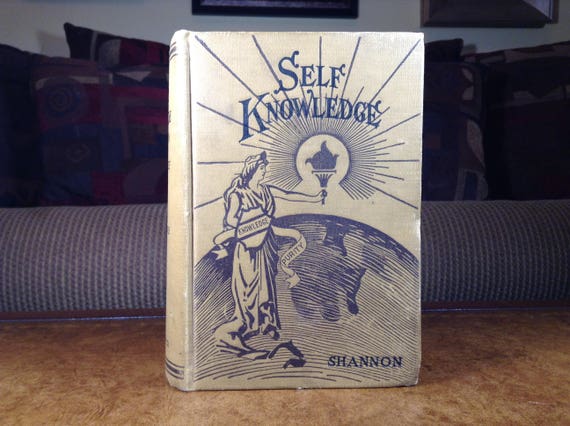 SELF
KNOWLEDGE
KNOWLEDGE
PURITY
SHANNON